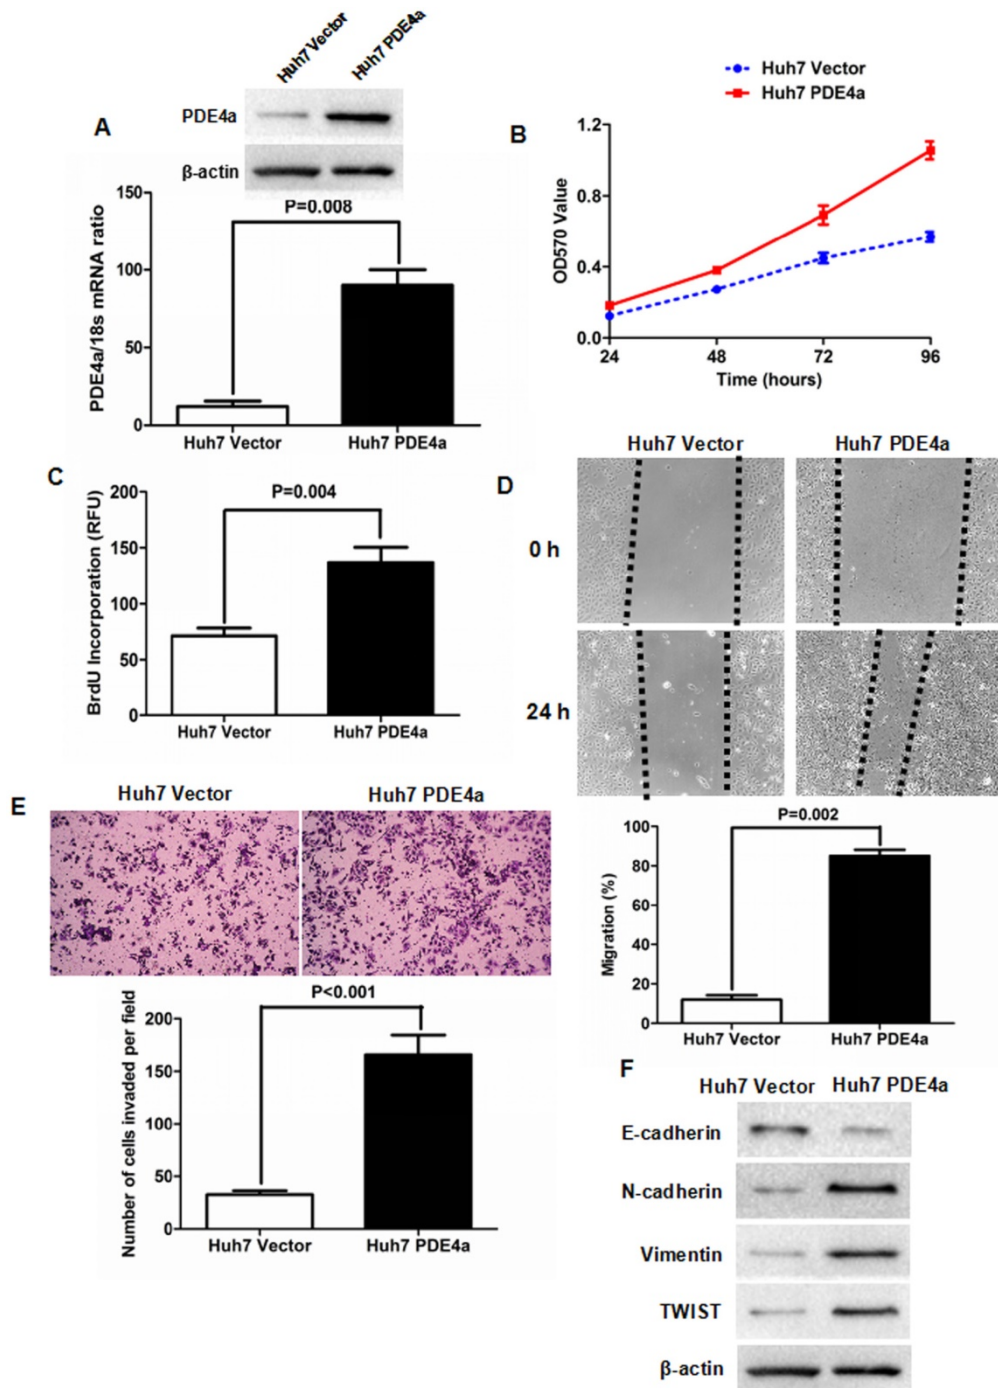 Huh7 Vector
Huh7 PDE4a
PDE4a
β-actin
A
150
100
50
0
PDE4a/18s mRNA ratio
P=0.008
Huh7 Vector
Huh7 PDE4a
B
Huh7 Vector
Huh7 PDE4a
1.2
0.8
0.4
0.0
OD570 Value
24
48
72
96
Time (hours)
C
200
150
100
50
0
BrdU Incorporation (RFU)
P=0.004
Huh7 Vector
Huh7 PDE4a
D
Huh7 Vector
Huh7 PDE4a
0 h
24 h
100
80
60
40
20
0
Migration (%)
P=0.002
Huh7 Vector
Huh7 PDE4a
E
Huh7 Vector
Huh7 PDE4a
P<0.001
200
150
100
50
0
Number of cells invaded per field
Huh7 Vector
Huh7 PDE4a
F
Huh7 Vector
Huh7 PDE4a
E-cadherin
N-cadherin
Vimentin
TWIST
β-actin